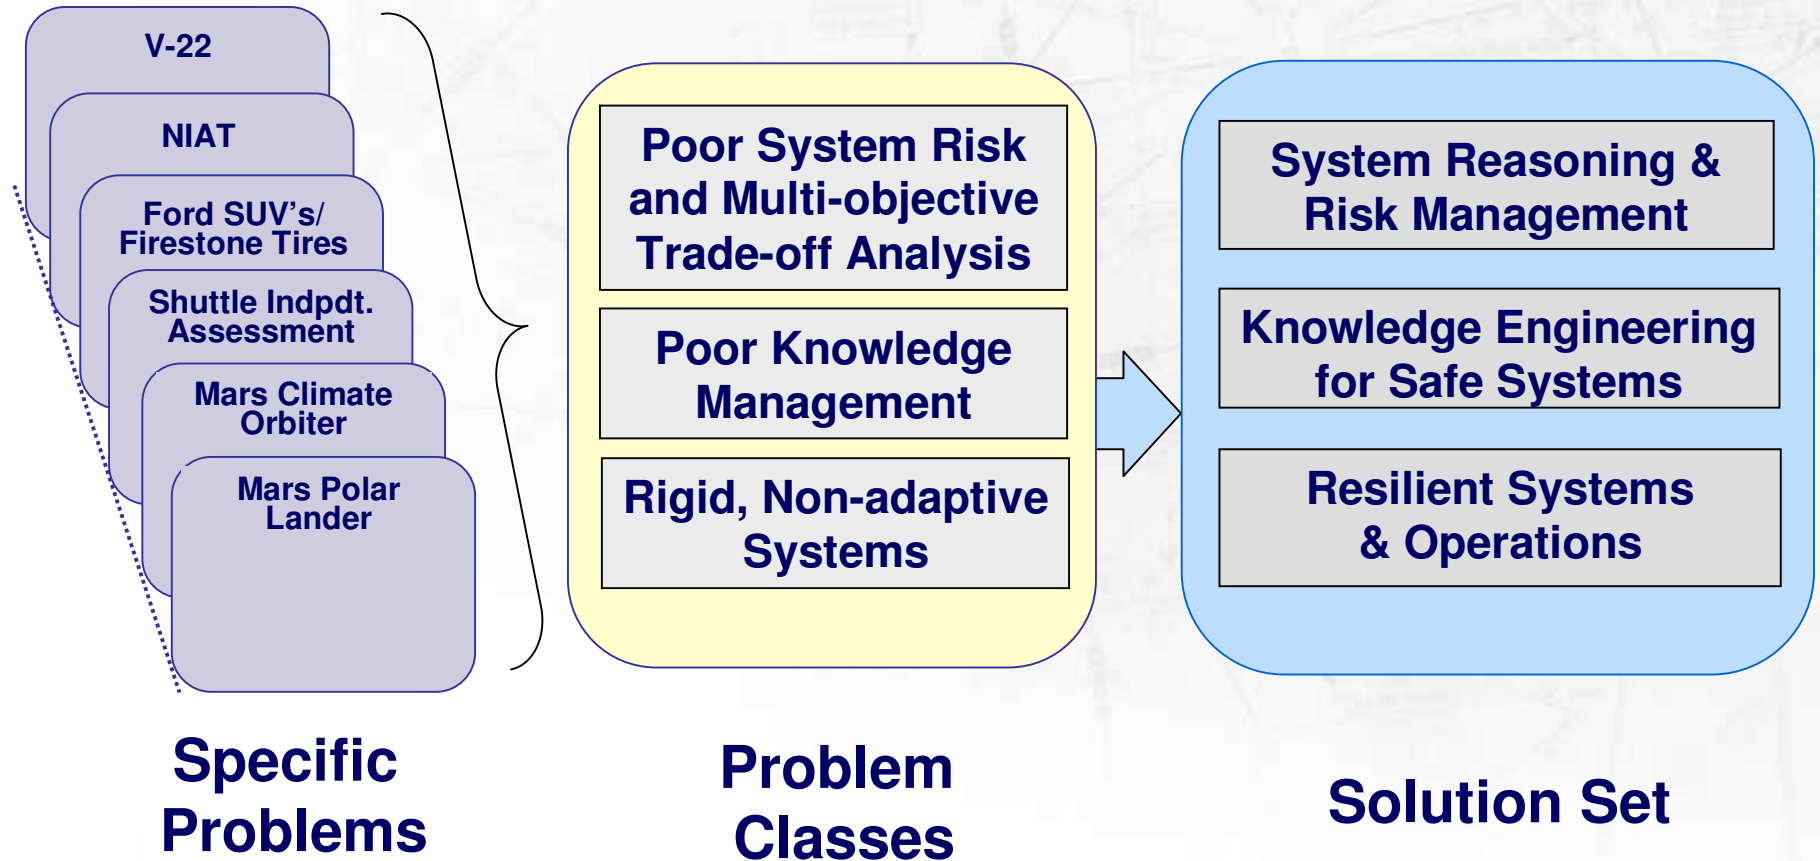 V-22
NIAT
Ford SUV's/
Firestone Tires
Shuttle Indpdt.
Assessment
Mars Climate
Orbiter
Mars Polar
Lander
Specific
Problems
Poor System Risk
and Multi-objective
Trade-off Analysis
Poor Knowledge
Management
Rigid, Non-adaptive
Systems
Problem
Classes
System Reasoning &
Risk Management
Knowledge Engineering
for Safe Systems
Resilient Systems
& Operations
Solution Set